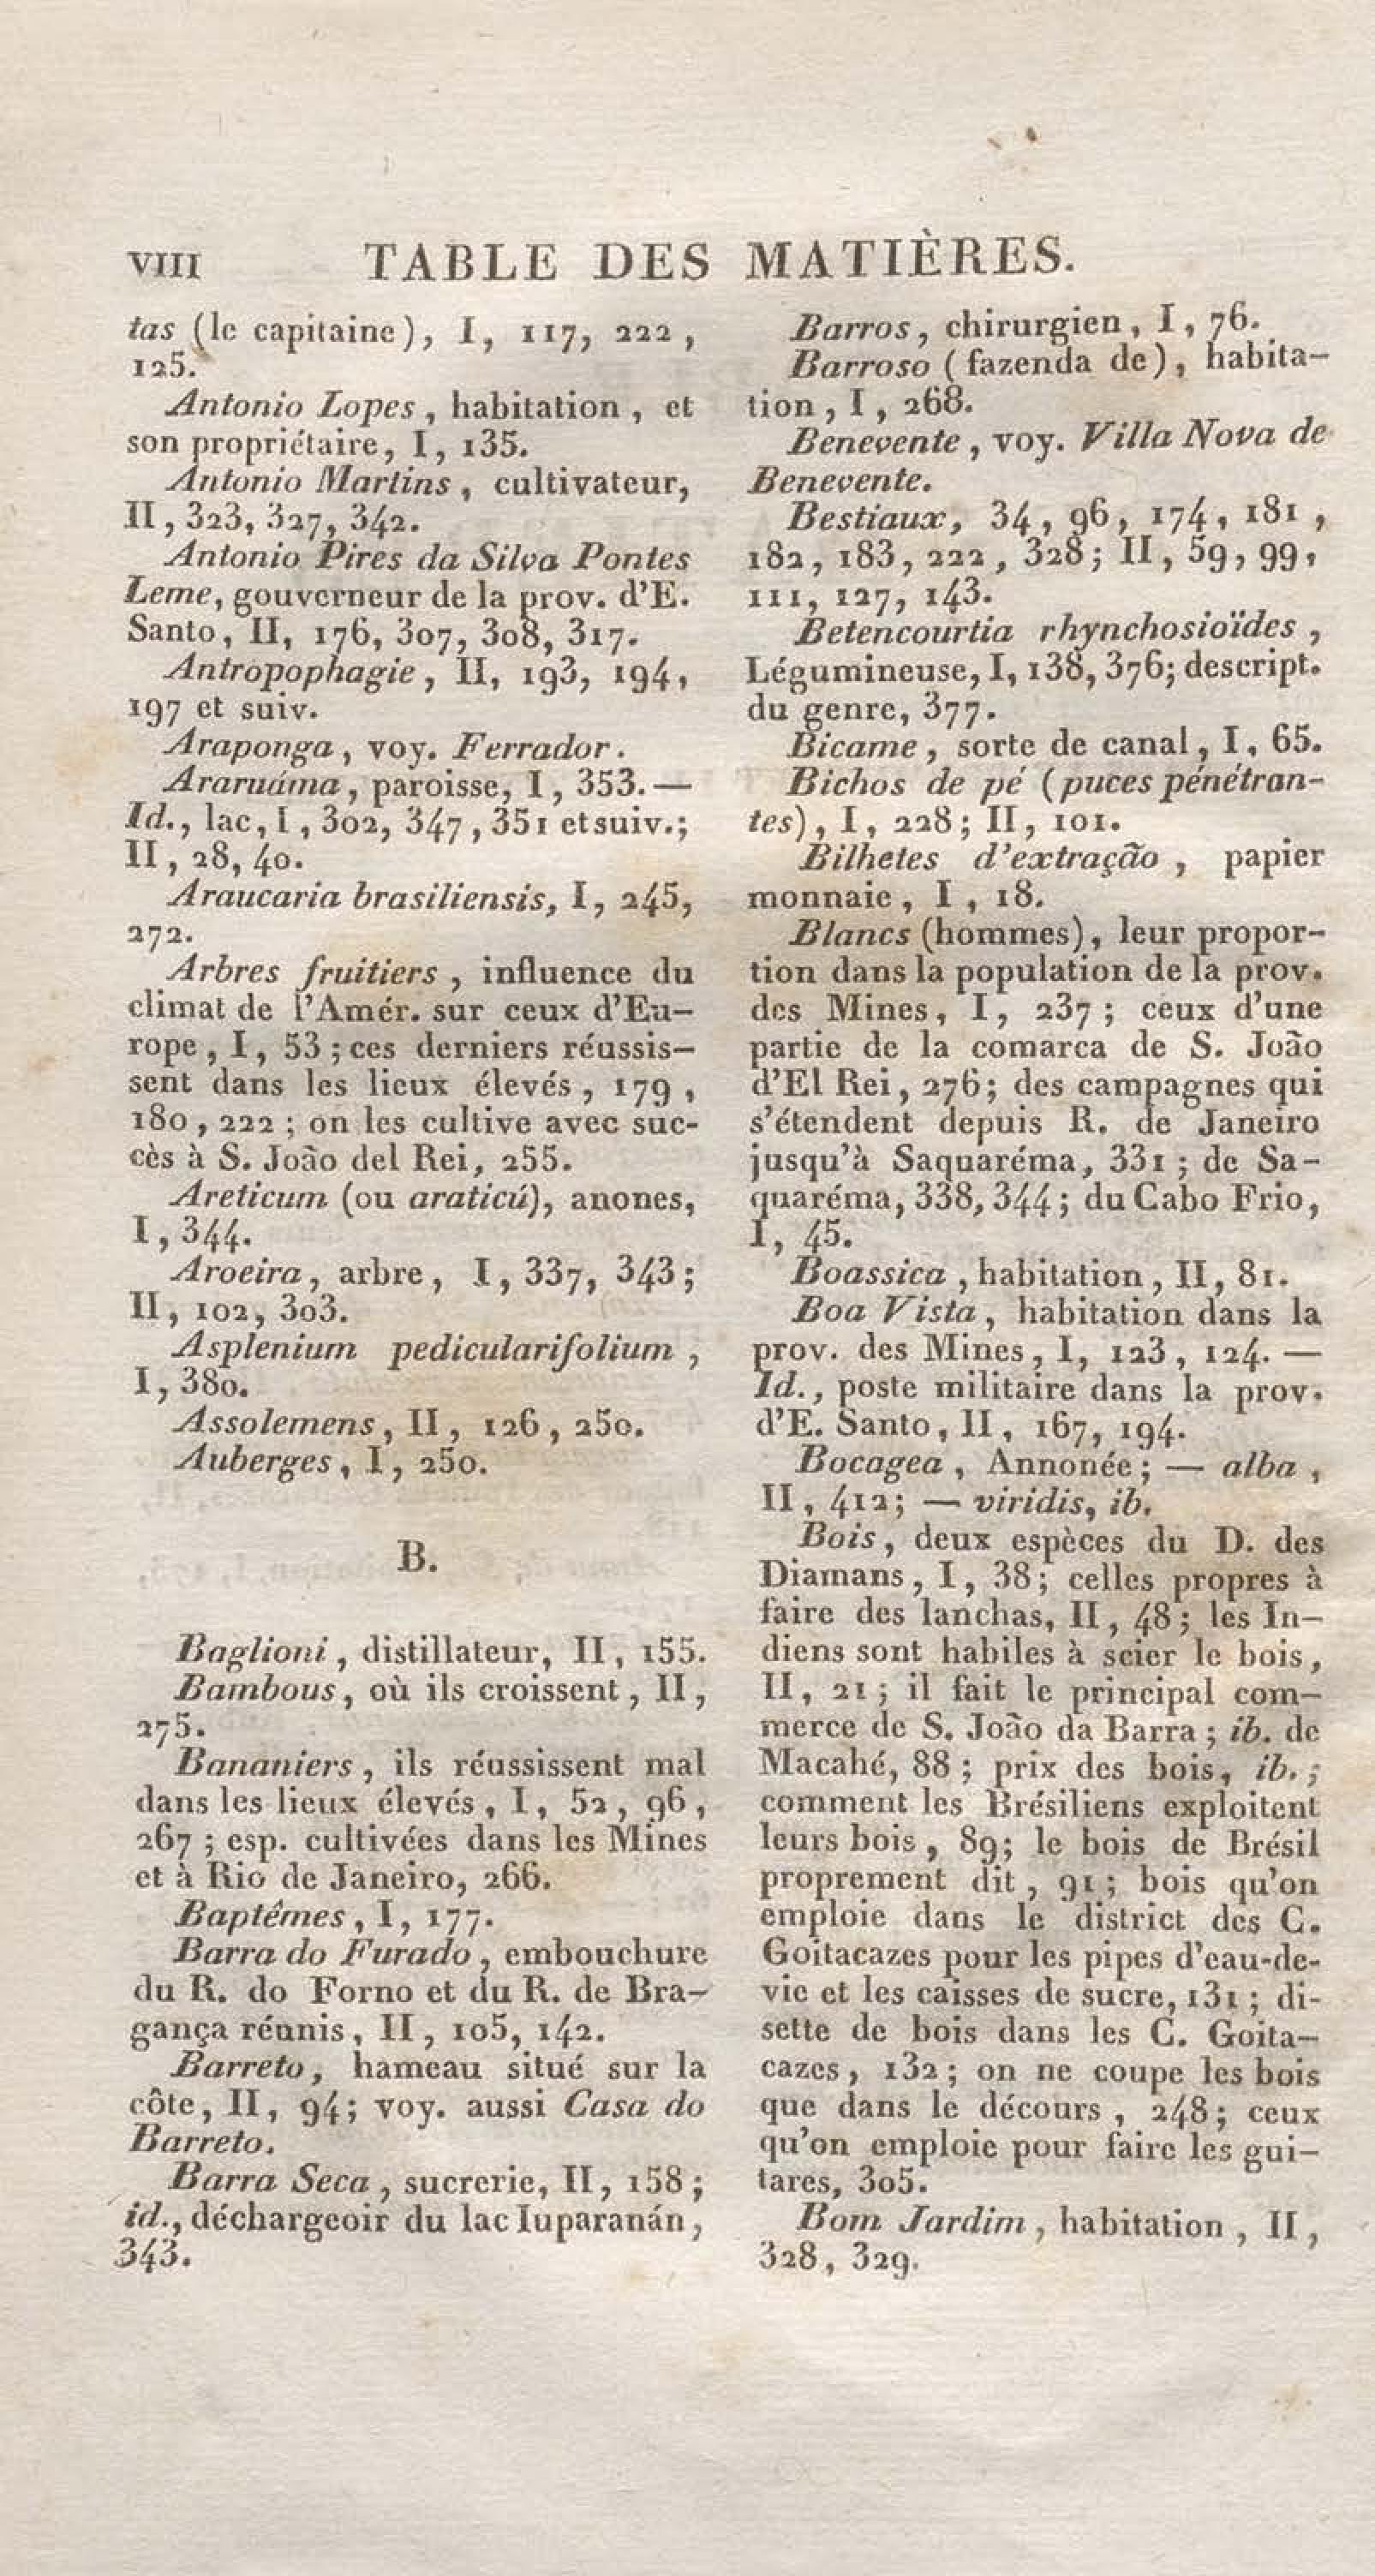 VIII TABLE DES MATIÈRES.
tas (le capitaine), I, 117, 222,
125.
Antonio Lopes, habitation, et
son propriétaire, I, 135.
Antonio Martins, cultivateur,
II, 323, 327, 342.
Antonio Pires da Silva Pontes
Leme, gouverneur de la prov. d'E.
Santo, II, 176, 307, 308, 317.
Antropophagie, II, 193, 194,
197 et suiv.
Araponga, voy. Ferrador.
Araruáma, paroisse, I, 353. —
Id., lac, I, 302, 347, 351 et suiv.;
II, 28, 40.
Araucaria brasiliensis, I, 245,
272.
Arbres fruitiers, influence du
climat de l'Amér. sur ceux d'Eu-
rope, I, 53; ces derniers réussis-
sent dans les lieux élevés, 179,
180, 222; on les cultive avec suc-
cès à S. João del Rei, 255.
Areticum (ou araticú), anones,
I, 344.
Aroeira, arbre, I, 337, 343;
II, 102, 303.
Asplenium pedicularifolium,
I, 380.
Assolemens, II, 126, 250.
Auberges, I, 250.
B.
Baglioni, distillateur, II, 155.
Bambous, où ils croissent, II,
275.
Bananiers, ils réussissent mal
dans les lieux élevés, I, 52, 96,
267; esp. cultivées dans les Mines
et à Rio de Janeiro, 266.
Baptêmes, I, 177.
Barra do Furado, embouchure
du R. do Forno et du R. de Bra-
gança réunis, II, 105, 142.
Barreto, hameau situé sur la
côte, II, 94; voy. aussi Casa do
Barreto.
Barra Seca, sucrerie, II, 158;
id., déchargeoir du lac Iuparanán,
343.
Barros, chirurgien, I, 76.
Barroso (fazenda de), habita-
tion, I, 268.
Benevente, voy. Villa Nova de
Benevente.
Bestiaux, 34, 96, 174, 181,
182, 183, 222, 328; II, 59, 99,
111, 127, 143.
Betencourtia rhynchosioïdes,
Légumineuse, I, 138, 376; descript.
du genre, 377.
Bicame, sorte de canal, I, 65.
Bichos de pé (puces pénétran-
tes), I, 228; II, 101.
Bilhetes d'extração, papier
monnaie, I, 18.
Blancs (hommes), leur propor-
tion dans la population de la prov.
des Mines, I, 237; ceux d'une
partie de la comarca de S. João
d'El Rei, 276; des campagnes qui
s'étendent depuis R. de Janeiro
jusqu'à Saquaréma, 331; de Sa-
quaréma, 338, 344; du Cabo Frio,
I, 45.
Boassica, habitation, II, 81.
Boa Vista, habitation dans la
prov. des Mines, I, 123, 124. —
Id., poste militaire dans la prov.
d'E. Santo, II, 167, 194.
Bocagea, Annonée; — alba,
II, 412; — viridis, ib.
Bois, deux espèces du D. des
Diamans, I, 38; celles propres à
faire des lanchas, II, 48; les In-
diens sont habiles à scier le bois,
II, 21; il fait le principal com-
merce de S. João da Barra; ib. de
Macahé, 88; prix des bois, ib.;
comment les Brésiliens exploitent
leurs bois, 89; le bois de Brésil
proprement dit, 91; bois qu'on
emploie dans le district des C.
Goitacazes pour les pipes d'eau-de-
vie et les caisses de sucre, 131; di-
sette de bois dans les C. Goita-
cazes, 132; on ne coupe les bois
que dans le décours, 248; ceux
qu'on emploie pour faire les gui-
tares, 305.
Bom Jardim, habitation, II,
328, 329.